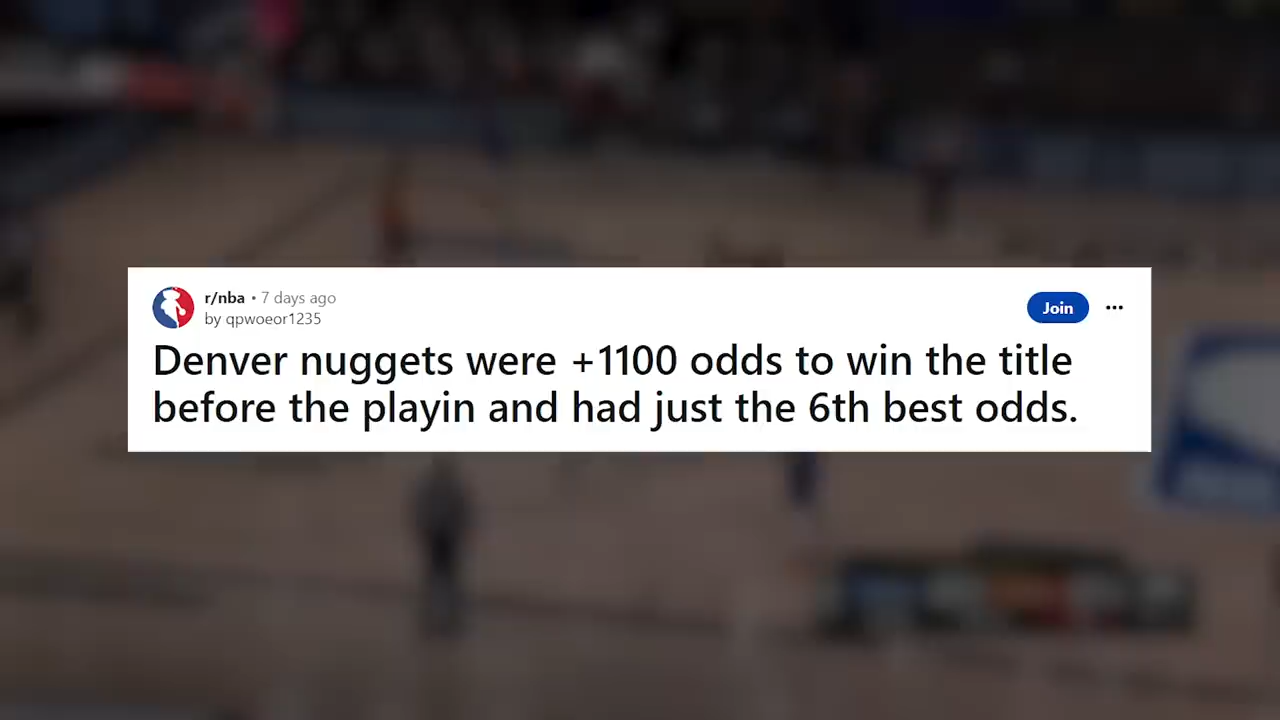 r/nba • 7 days ago
by qpwoeor1235
Join
Denver nuggets were +1100 odds to win the title
before the playin and had just the 6th best odds.